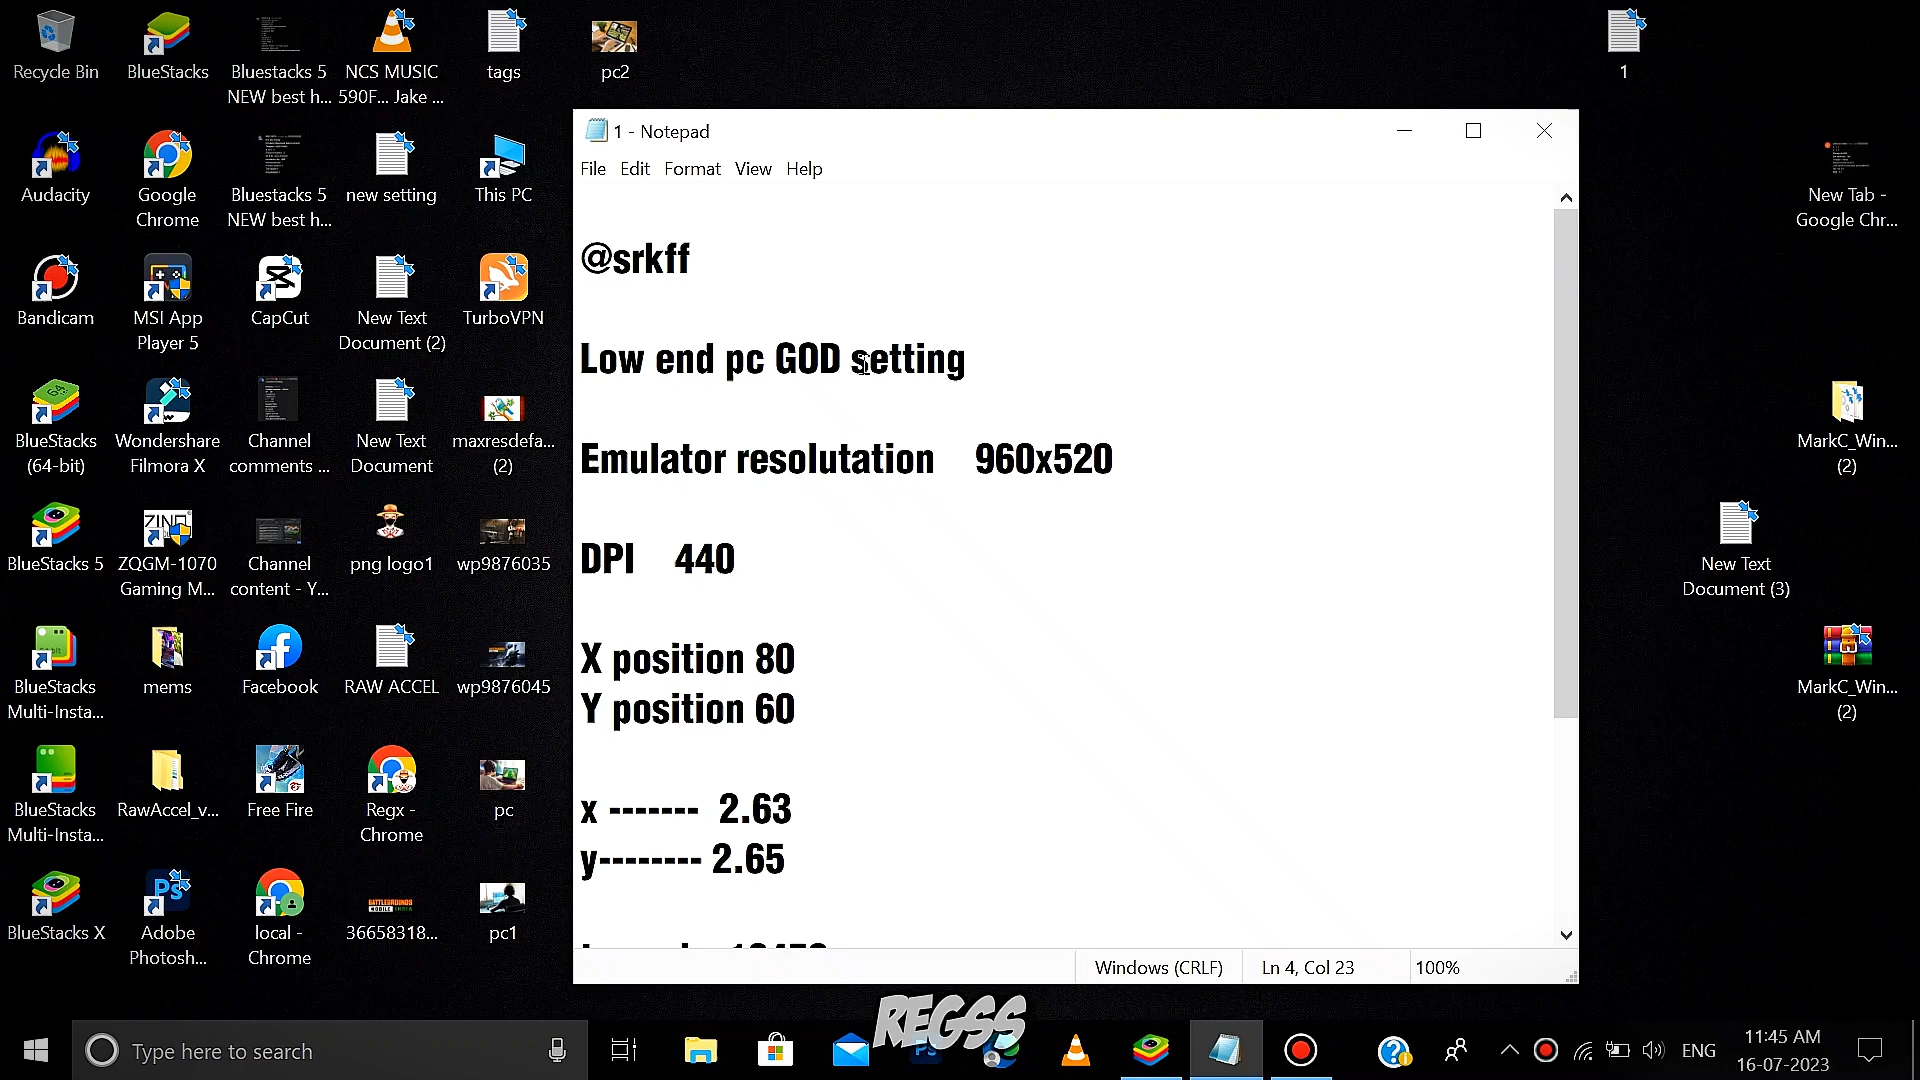 Recycle Bin
BlueStacks
Bluestacks 5
NEW best h...
NCS MUSIC
590F... Jake ...
tags
pc2
1
Audacity
Google
Chrome
Bluestacks 5
NEW best h...
new setting
This PC
New Tab -
Google Chr...
Bandicam
MSI App
Player 5
CapCut
New Text
Document (2)
TurboVPN
BlueStacks
(64-bit)
Wondershare
Filmora X
Channel
comments ...
New Text
Document
maxresdefa...
(2)
MarkC_Win...
(2)
BlueStacks 5
ZQGM-1070
Gaming M...
Channel
content - Y...
png logo1
wp9876035
New Text
Document (3)
BlueStacks
Multi-Insta...
mems
Facebook
RAW ACCEL
wp9876045
MarkC_Win...
(2)
BlueStacks
Multi-Insta...
RawAccel_v...
Free Fire
Regx -
Chrome
pc
BlueStacks X
Adobe
Photosh...
local -
Chrome
36658318...
pc1
1 - Notepad
File Edit Format View Help
@srkff
Low end pc GOD setting
Emulator resolutation 960x520
DPI 440
X position 80
Y position 60
x ------- 2.63
y-------- 2.65
Windows (CRLF) Ln 4, Col 23 100%
REGSS
Type here to search
ENG
11:45 AM
16-07-2023